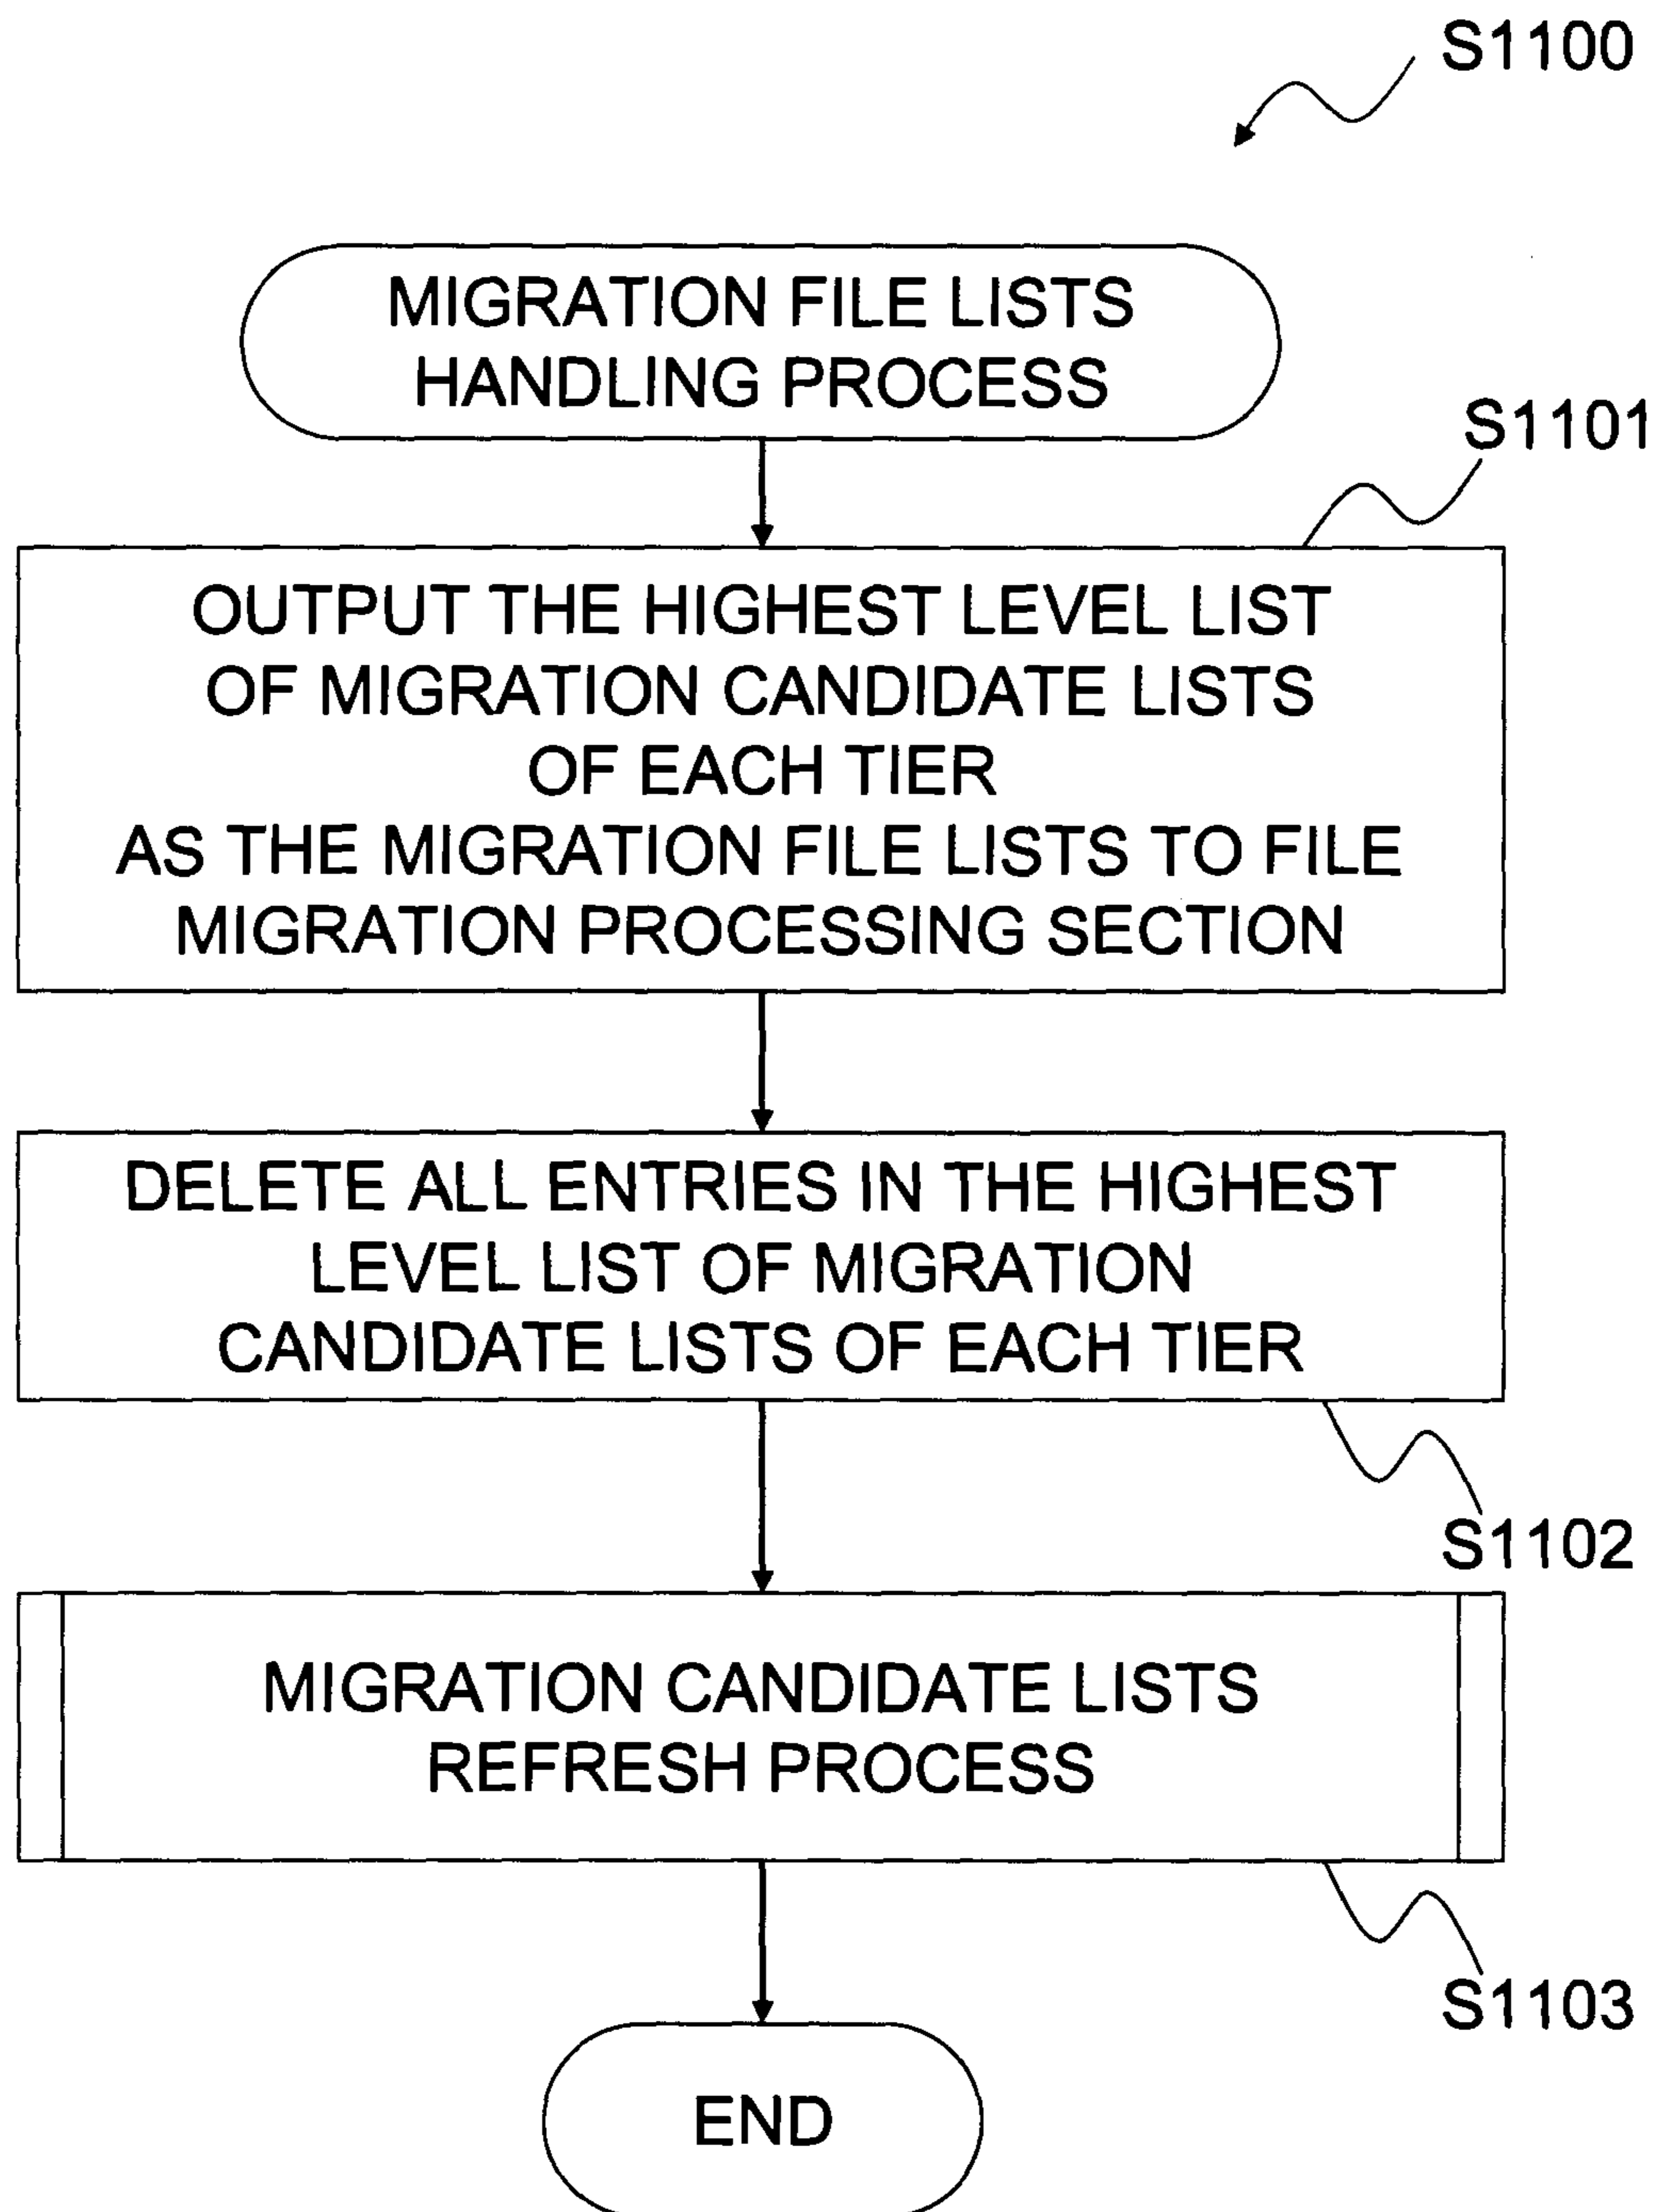 S1100
MIGRATION FILE LISTS
HANDLING PROCESS
S1101
OUTPUT THE HIGHEST LEVEL LIST
OF MIGRATION CANDIDATE LISTS
OF EACH TIER
AS THE MIGRATION FILE LISTS TO FILE
MIGRATION PROCESSING SECTION
DELETE ALL ENTRIES IN THE HIGHEST
LEVEL LIST OF MIGRATION
CANDIDATE LISTS OF EACH TIER
S1102
MIGRATION CANDIDATE LISTS
REFRESH PROCESS
S1103
END